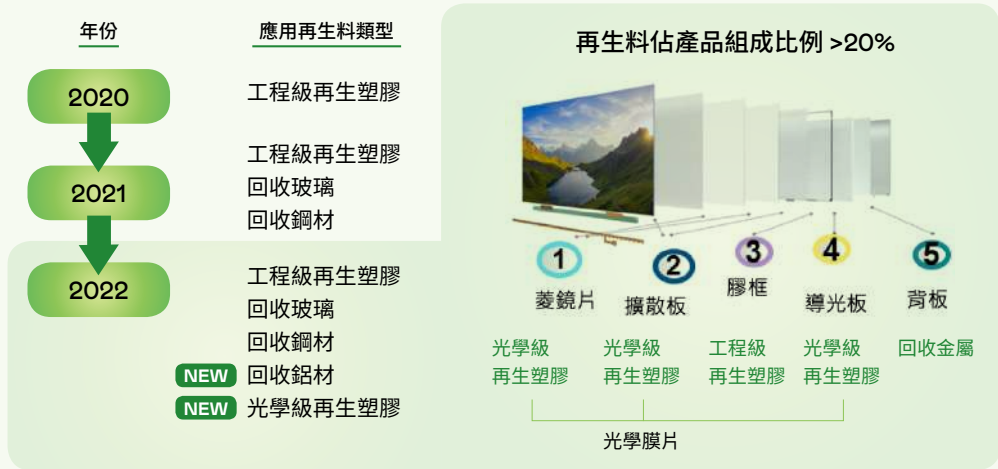 年份
應用再生料類型
2020
工程級再生塑膠
2021
工程級再生塑膠
回收玻璃
回收鋼材
2022
工程級再生塑膠
回收玻璃
回收鋼材
NEW 回收鋁材
NEW 光學級再生塑膠
再生料佔產品組成比例 >20%
1
菱鏡片
光學級
再生塑膠
2
擴散板
光學級
再生塑膠
3
膠框
工程級
再生塑膠
4
導光板
光學級
再生塑膠
5
背板
回收金屬
光學膜片